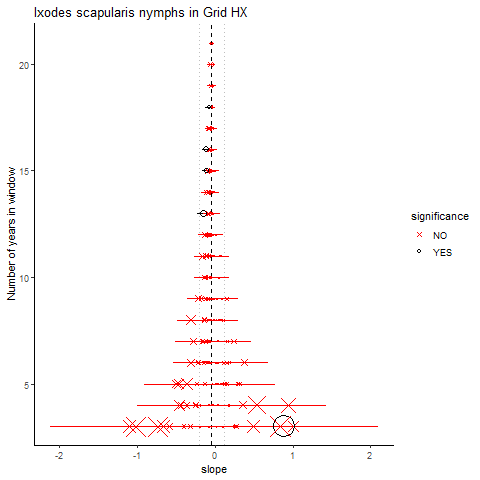 Ixodes scapularis nymphs in Grid HX
Number of years in window
20
15
10
5
-2
-1
0
1
2
slope
significance
NO
YES